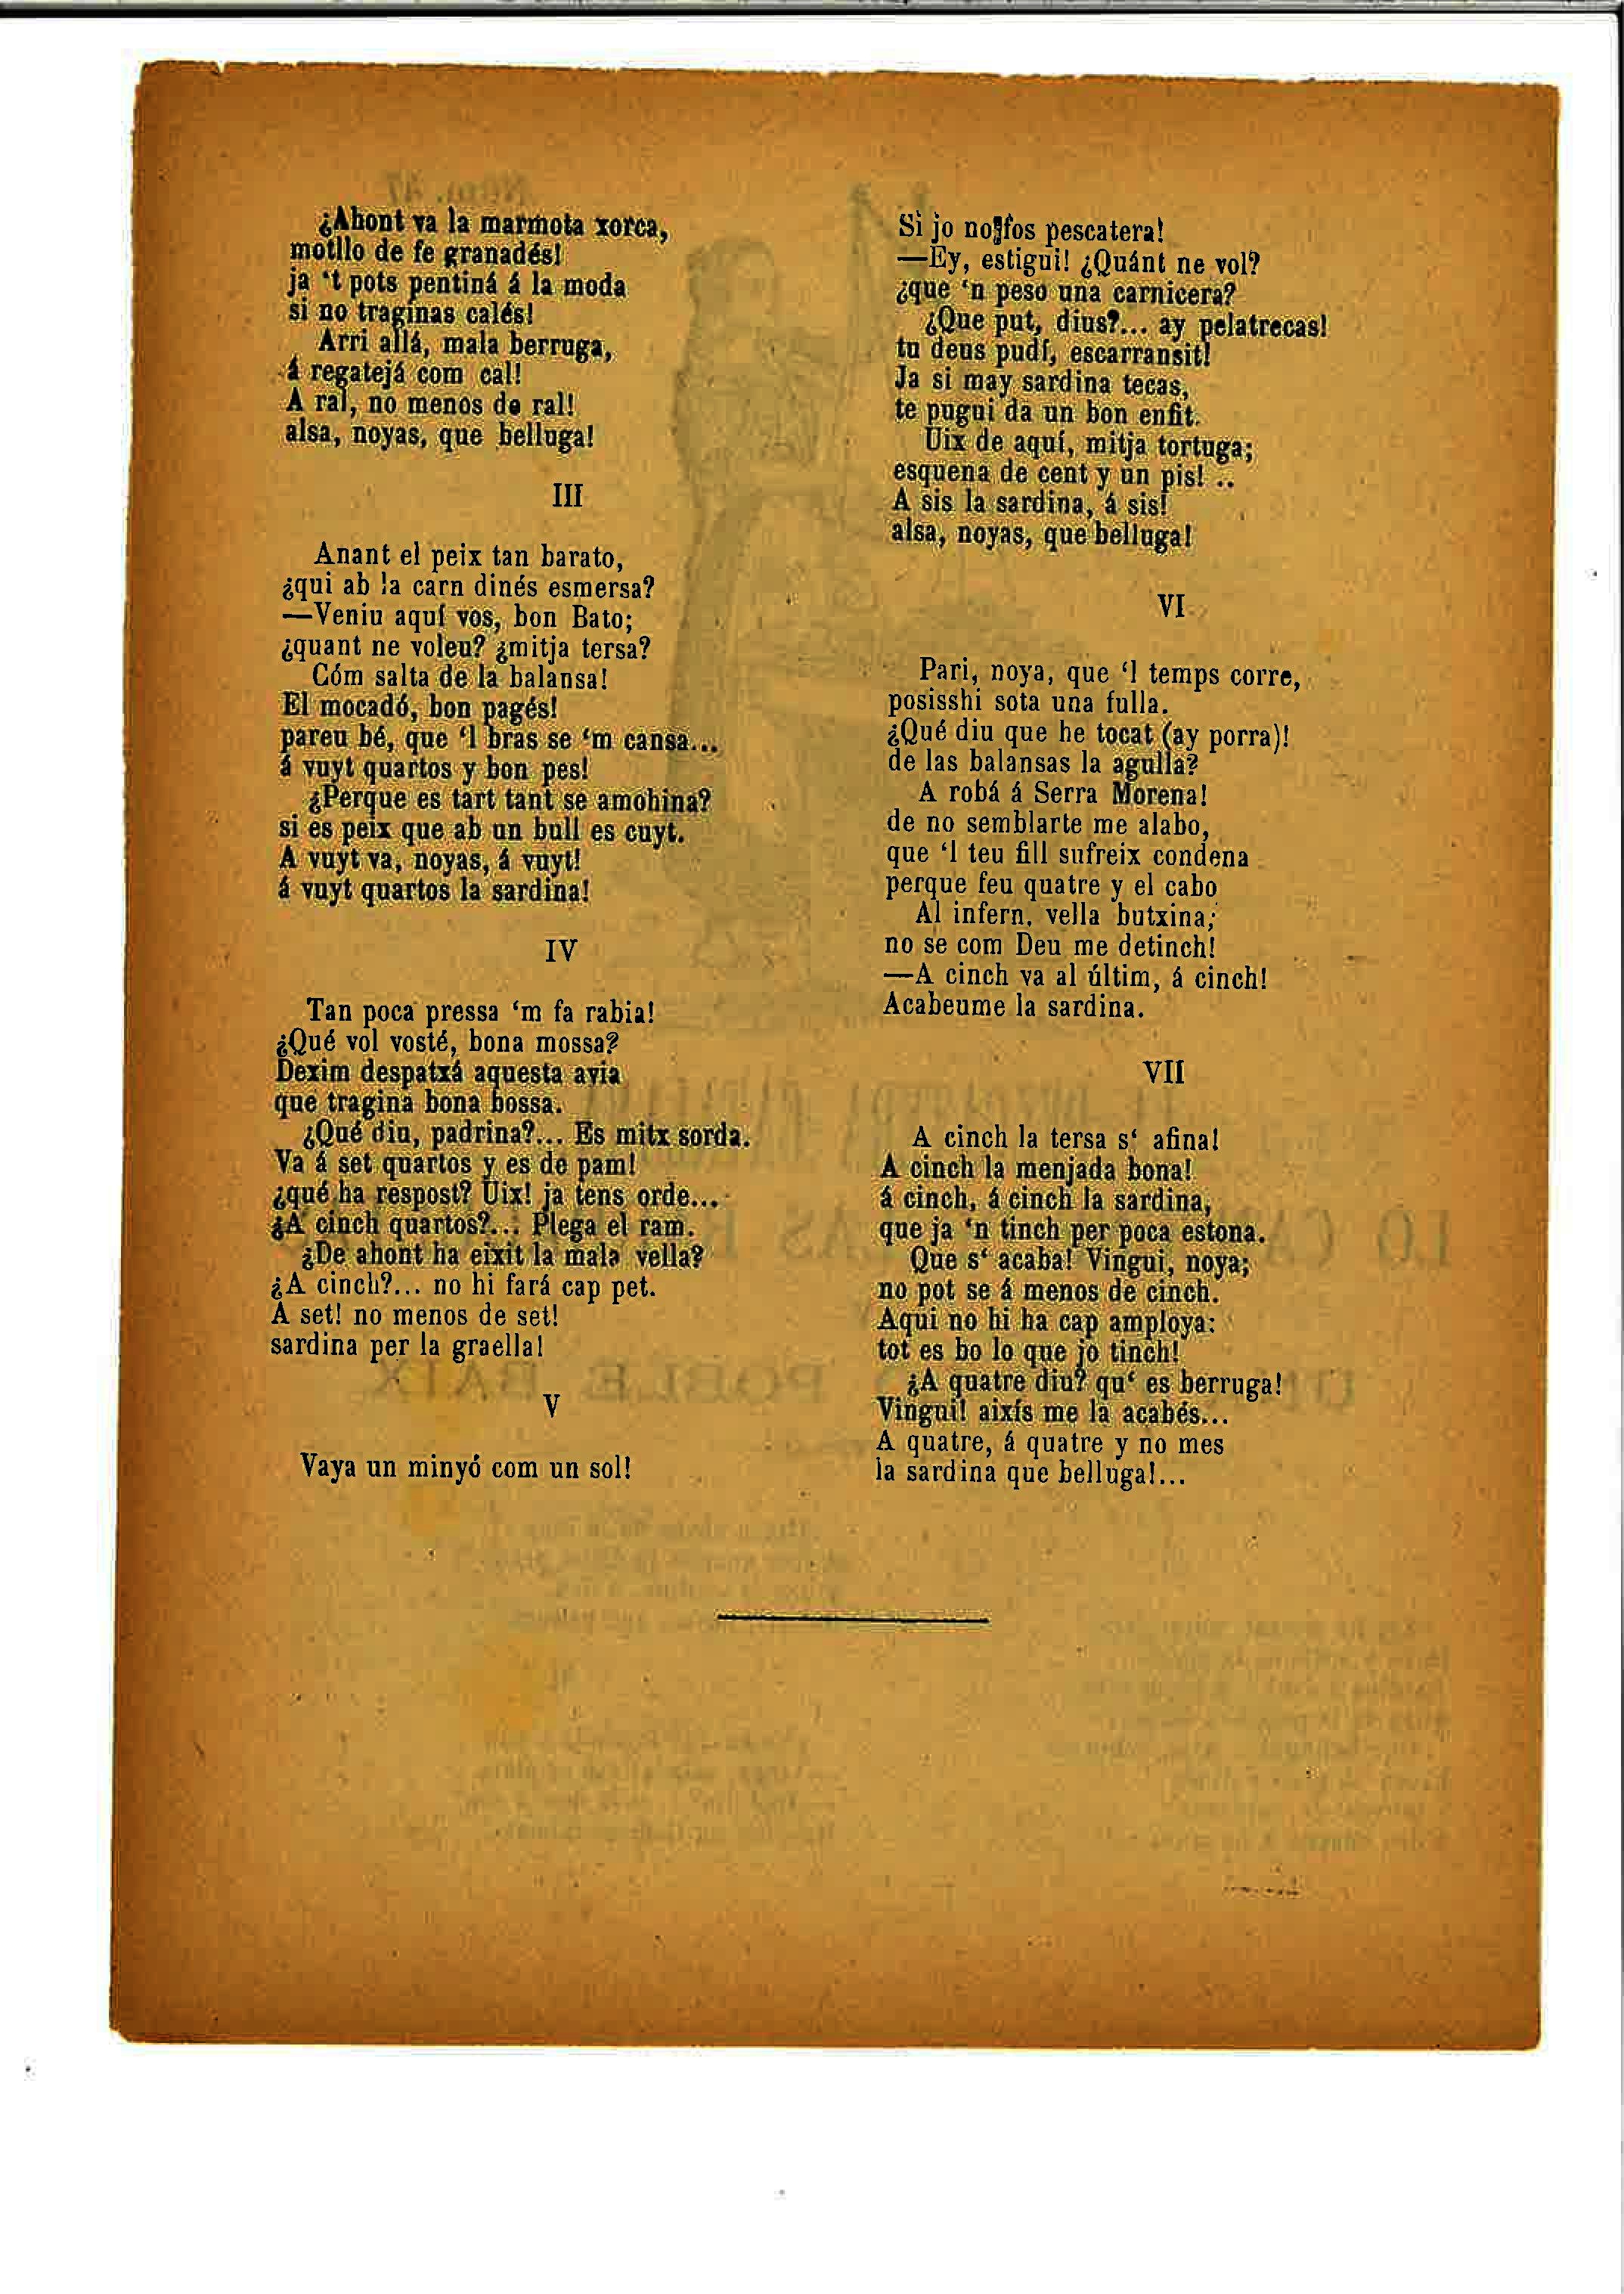 ¿Ahont va la marmota xorca,
motllo de fe granadés!
ja ‘t pots pentiná á la moda
si no traginas calés!
Arri allá, mala berruga,
á regatejá com cal!
A ral, no menos de ral!
alsa, noyas, que belluga!
III
Anant el peix tan barato,
¿qui ab la carn dinés esmersa?
—Veniu aquí vos, bon Bato;
¿quant ne voleu? ¿mitja tersa?
Cóm salta de la balansa!
El mocadó, bon pagés!
pareu bé, que ‘l bras se ‘m cansa...
á vuyt quartos y bon pes!
¿Perque es tart tant se amohina?
si es peix que ab un bull es cuyt.
A vuyt va, noyas, á vuyt!
á vuyt quartos la sardina!
IV
Tan poca pressa ‘m fa rabia!
¿Qué vol vosté, bona mossa?
Dexim despatxá aquesta avia
que tragina bona bossa.
¿Qué diu, padrina?... Es mitx sorda.
Va á set quartos y es de pam!
¿qué ha respost? Uix! ja tens orde...
¿A cinch quartos?... Plega el ram.
¿De ahont ha eixit la mala vella?
¿A cinch?... no hi fará cap pet.
A set! no menos de set!
sardina per la graella!
V
Vaya un minyó com un sol!
Si jo no fos pescatera!
—Ey, estigui! ¿Quánt ne vol?
¿que ‘n peso una carnicera?
¿Que put, dius?... ay pelatrecas!
tu deus pudí, escarransit!
Ja si may sardina tecas,
te pugui da un bon enfit.
Uix de aquí, mitja tortuga;
esquena de cent y un pis! ..
A sis la sardina, á sis!
alsa, noyas, que belluga!
VI
Pari, noya, que ‘l temps corre,
posisshi sota una fulla.
¿Qué diu que he tocat (ay porra)!
de las balansas la agulla?
A robá á Serra Morena!
de no semblarte me alabo,
que ‘l teu fill sufreix condena
perque feu quatre y el cabo
Al infern, vella butxina;
no se com Deu me detinch!
—A cinch va al últim, á cinch!
Acabeume la sardina.
VII
A cinch la tersa s‘ afina!
A cinch la menjada bona!
á cinch, á cinch la sardina,
que ja ‘n tinch per poca estona.
Que s‘ acaba! Vingui, noya;
no pot se á menos de cinch.
Aqui no hi ha cap amploya:
tot es bo lo que jo tinch!
¿A quatre diu? qu‘ es berruga!
Vingui! aixís me la acabés...
A quatre, á quatre y no mes
la sardina que belluga!...